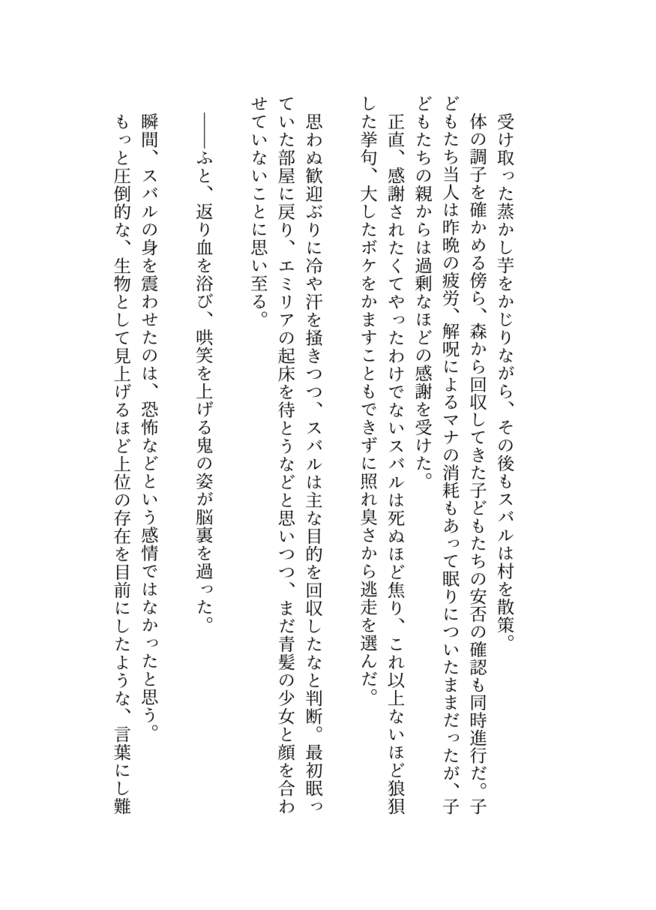 受け取った蒸かし芋をかじりながら、その後もスバルは村を散策。
体の調子を確かめる傍ら、森から回収してきた子どもたちの安否の確認も同時進行だ。子
どもたち当人は昨晩の疲労、解呪によるマナの消耗もあって眠りについたままだったが、子
どもたちの親からは過剰なほどの感謝を受けた。
正直、感謝されたくてやったわけでないスバルは死ぬほど焦り、これ以上ないほど狼狽
した挙句、大したボケをかますこともできずに照れ臭さから逃走を選んだ。
思わぬ歓迎ぶりに冷や汗を掻きつつ、スバルは主な目的を回収したなと判断。最初眠っ
ていた部屋に戻り、エミリアの起床を待とうなどと思いつつ、まだ青髪の少女と顔を合わ
せていないことに思い至る。
――ふと、返り血を浴び、哄笑を上げる鬼の姿が脳裏を過った。
瞬間、スバルの身を震わせたのは、恐怖などという感情ではなかったと思う。
もっと圧倒的な、生物として見上げるほど上位の存在を目前にしたような、言葉にし難